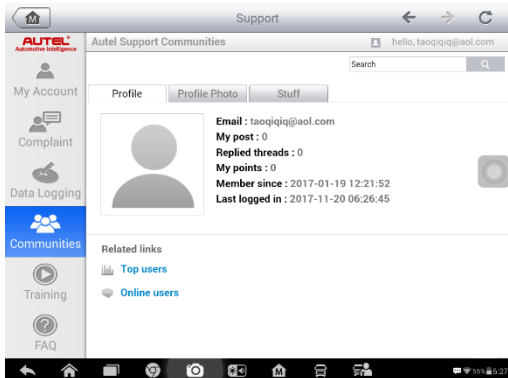 Support
AUTEL
Automotive Intelligence
Autel Support Communities
hello, taoqiqiq@aol.com
Search
My Account
Profile
Profile Photo
Stuff
Email : taoqiqiq@aol.com
My post : 0
Replied threads : 0
My points : 0
Member since : 2017-01-19 12:21:52
Last logged in : 2017-11-20 06:26:45
Complaint
Data Logging
Communities
Related links
Top users
Online users
Training
FAQ
55% 6:27